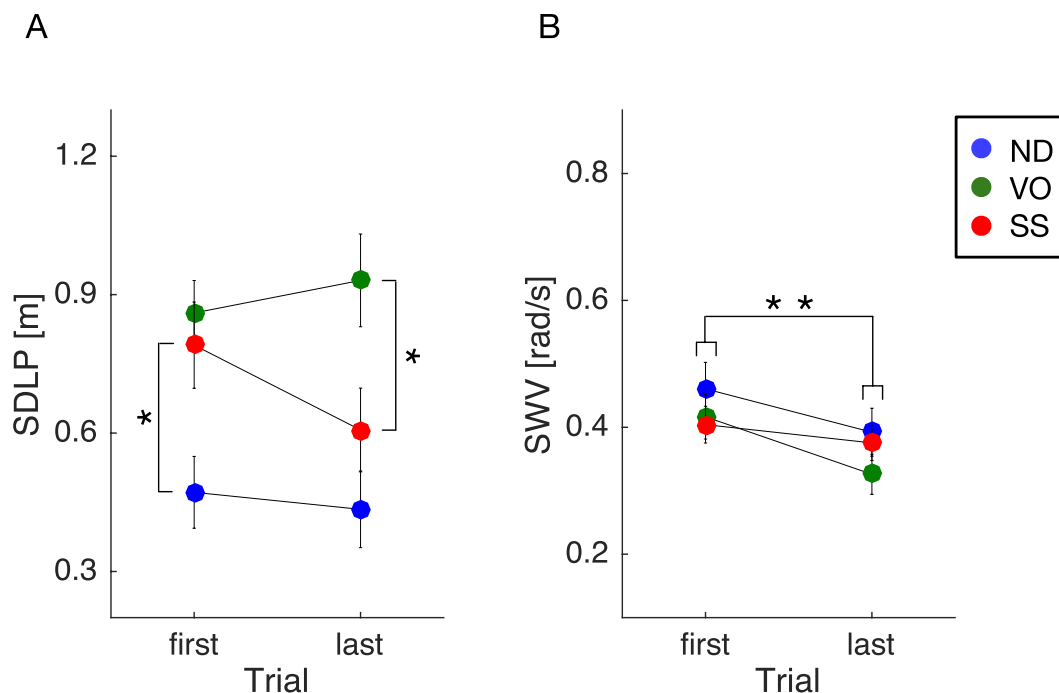 A
B
1.2
0.9
0.6
0.3
SDLP [m]
*
*
first
last
Trial
0.8
0.6
0.4
0.2
SWV [rad/s]
* *
first
last
Trial
ND
VO
SS